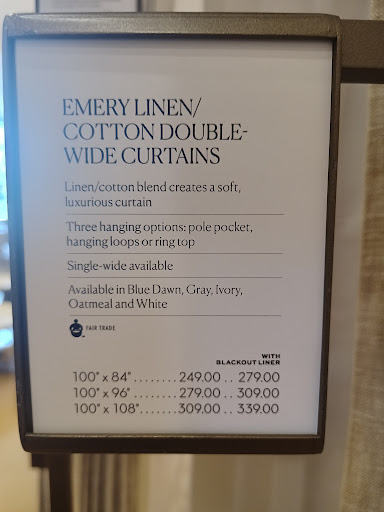 EMERY LINEN/
COTTON DOUBLE-
WIDE CURTAINS
Linen/cotton blend creates a soft,
luxurious curtain
Three hanging options: pole pocket,
hanging loops or ring top
Single-wide available
Available in Blue Dawn, Gray, Ivory,
Oatmeal and White
FAIR TRADE
WITH
BLACKOUT LINER
100" x 84"........249.00 .. 279.00
100" x 96"........279.00 .. 309.00
100" x 108"......309.00 .. 339.00